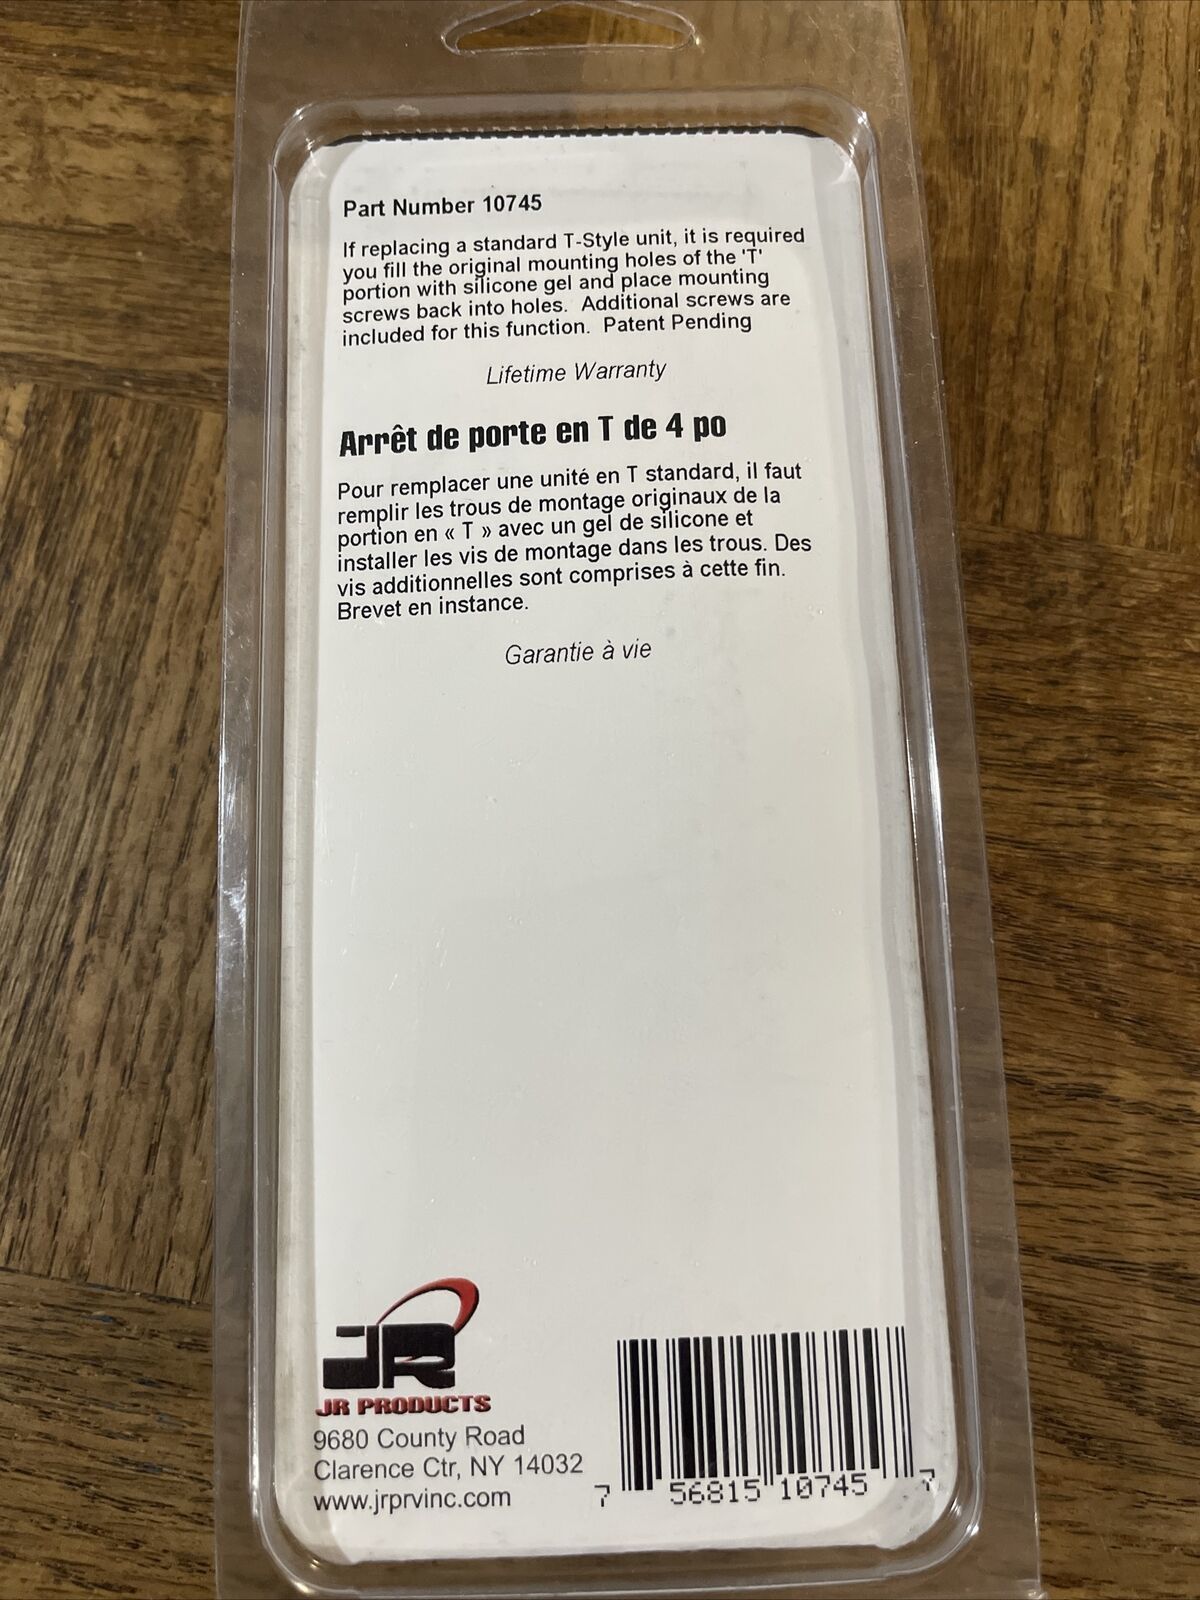 Part Number 10745
If replacing a standard T-Style unit, it is required
you fill the original mounting holes of the 'T'
portion with silicone gel and place mounting
screws back into holes. Additional screws are
included for this function. Patent Pending
Lifetime Warranty
Arrêt de porte en T de 4 po
Pour remplacer une unité en T standard, il faut
remplir les trous de montage originaux de la
portion en « T » avec un gel de silicone et
installer les vis de montage dans les trous. Des
vis additionnelles sont comprises à cette fin.
Brevet en instance.
Garantie à vie
JR
JR PRODUCTS
9680 County Road
Clarence Ctr, NY 14032
www.jrprvinc.com
7 56815 10745 7